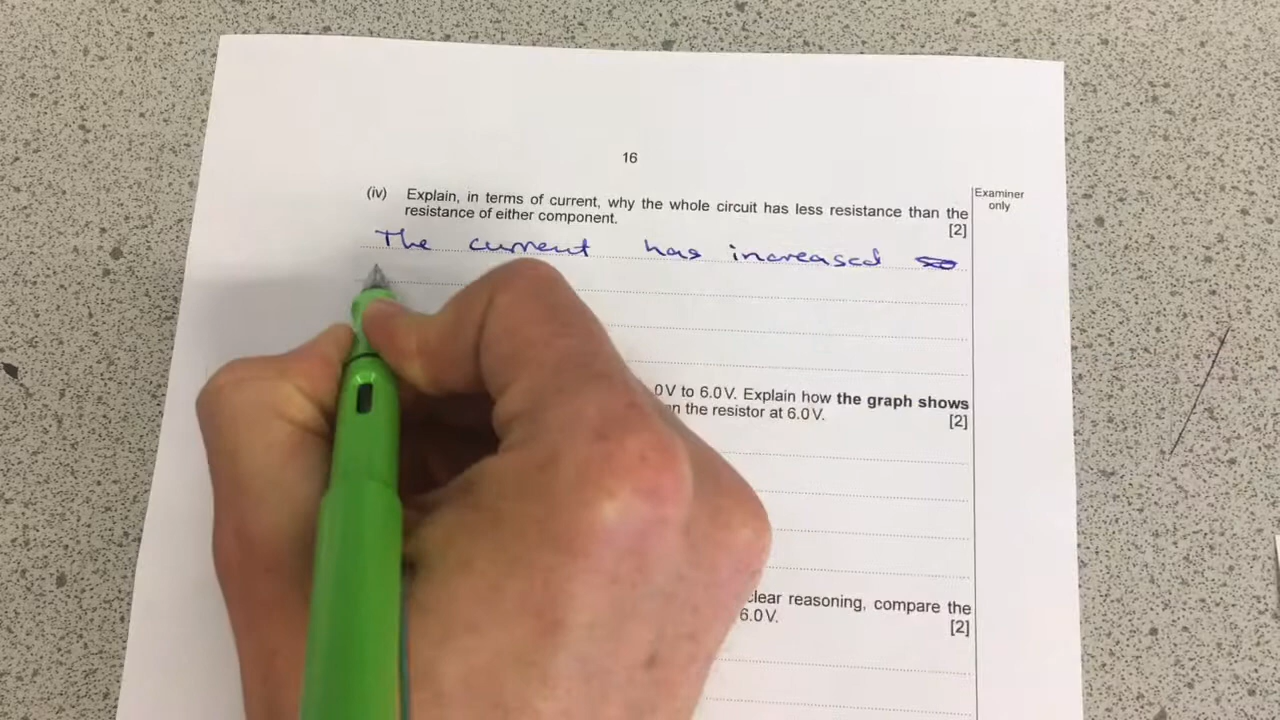 16
Examiner
only
(iv) Explain, in terms of current, why the whole circuit has less resistance than the
resistance of either component. [2]
The current has increased
0V to 6.0V. Explain how the graph shows
the resistor at 6.0V. [2]
clear reasoning, compare the
6.0V. [2]